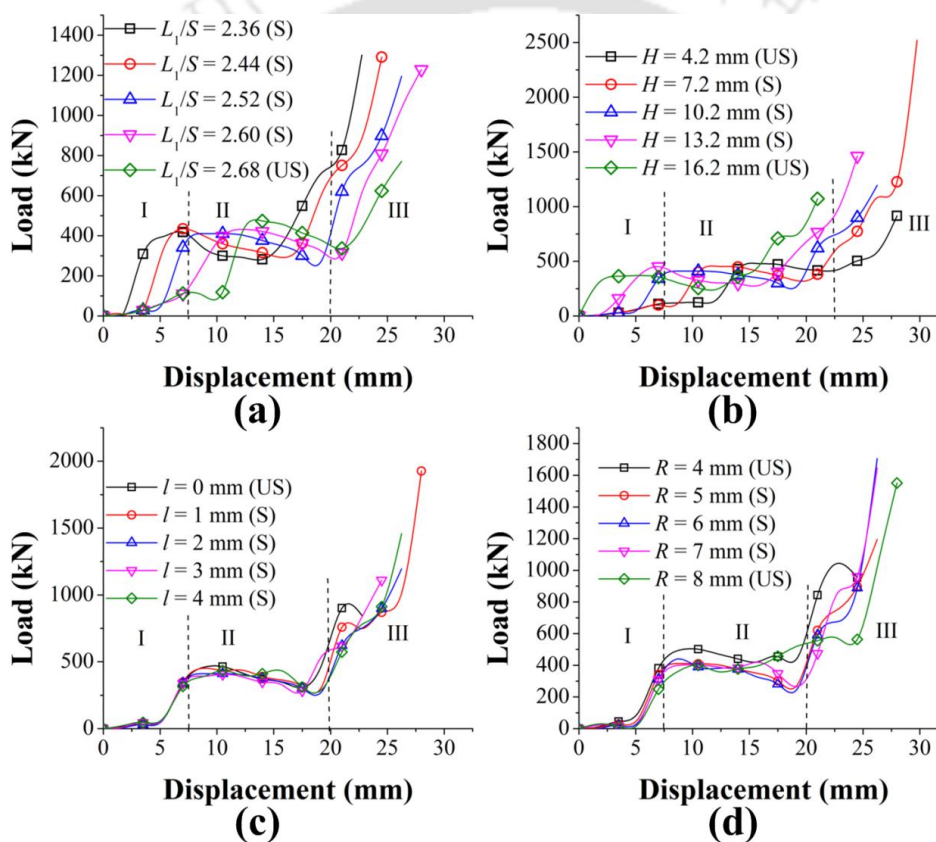 1400
1200
1000
800
600
400
200
0
Load (kN)
L₁/S = 2.36 (S)
L₁/S = 2.44 (S)
L₁/S = 2.52 (S)
L₁/S = 2.60 (S)
L₁/S = 2.68 (US)
I
II
III
0 5 10 15 20 25 30
Displacement (mm)
(a)
2500
2000
1500
1000
500
0
Load (kN)
H = 4.2 mm (US)
H = 7.2 mm (S)
H = 10.2 mm (S)
H = 13.2 mm (S)
H = 16.2 mm (US)
I
II
III
0 5 10 15 20 25 30
Displacement (mm)
(b)
2000
1500
1000
500
0
Load (kN)
l = 0 mm (US)
l = 1 mm (S)
l = 2 mm (S)
l = 3 mm (S)
l = 4 mm (S)
I
II
III
0 5 10 15 20 25 30
Displacement (mm)
(c)
1800
1600
1400
1200
1000
800
600
400
200
0
Load (kN)
R = 4 mm (US)
R = 5 mm (S)
R = 6 mm (S)
R = 7 mm (S)
R = 8 mm (US)
I
II
III
0 5 10 15 20 25 30
Displacement (mm)
(d)